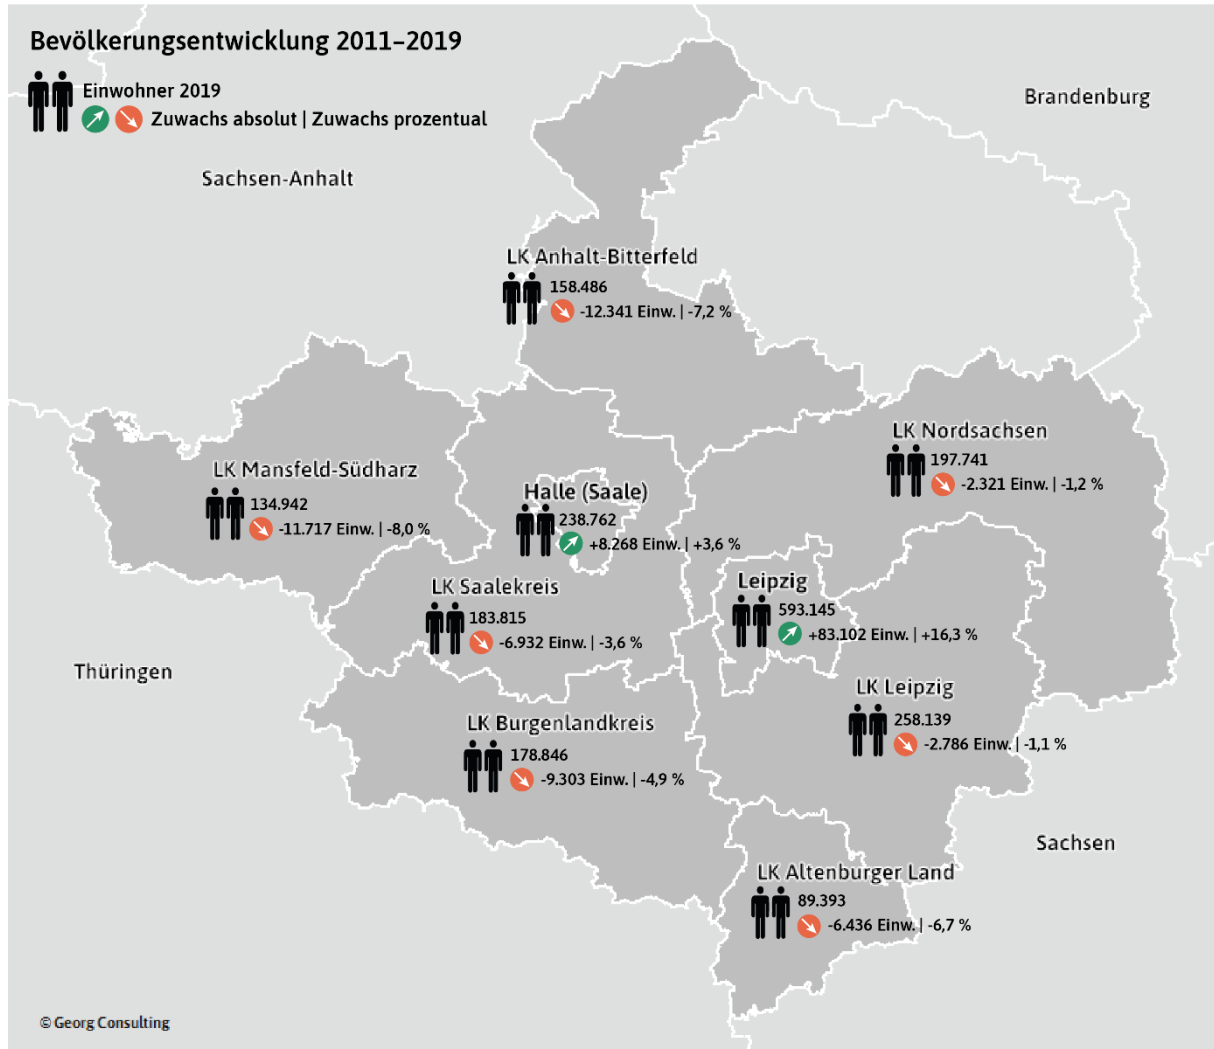 Bevölkerungsentwicklung 2011–2019
Einwohner 2019
Zuwachs absolut | Zuwachs prozentual
Brandenburg
Sachsen-Anhalt
LK Anhalt-Bitterfeld
158.486
-12.341 Einw. | -7,2 %
LK Nordsachsen
197.741
-2.321 Einw. | -1,2 %
LK Mansfeld-Südharz
134.942
-11.717 Einw. | -8,0 %
Halle (Saale)
238.762
+8.268 Einw. | +3,6 %
LK Saalekreis
183.815
-6.932 Einw. | -3,6 %
Leipzig
593.145
+83.102 Einw. | +16,3 %
Thüringen
LK Leipzig
258.139
-2.786 Einw. | -1,1 %
LK Burgenlandkreis
178.846
-9.303 Einw. | -4,9 %
Sachsen
LK Altenburger Land
89.393
-6.436 Einw. | -6,7 %
© Georg Consulting